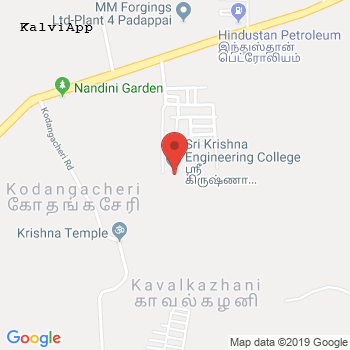 MM Forgings
Ltd-Plant 4 Padappai
KalviApp
Hindustan Petroleum
இந்துஸ்தான்
பெட்ரோலியம்
Nandini Garden
Kodangacheri Rd
Sri Krishna
Engineering College
ஸ்ரீ
கிருஷ்ணா...
Kodangacheri
கோதங்கசேரி
Krishna Temple
Kavalkazhani
காவல்கழனி
Google
Map data ©2019 Google